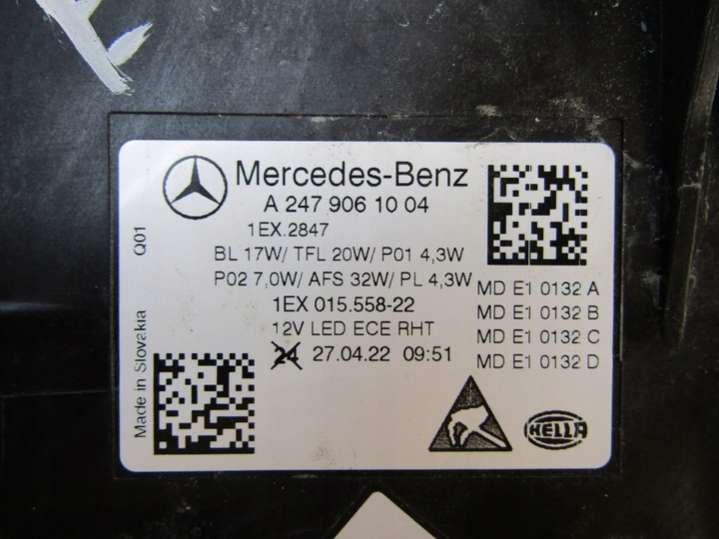 Mercedes-Benz
A 247 906 10 04
1EX.2847
BL 17W/ TFL 20W/ P01 4,3W
P02 7,0W/ AFS 32W/ PL 4,3W
1EX 015.558-22
12V LED ECE RHT
24 27.04.22 09:51
MD E1 0132 A
MD E1 0132 B
MD E1 0132 C
MD E1 0132 D
HELLA
Made in Slovakia Q01